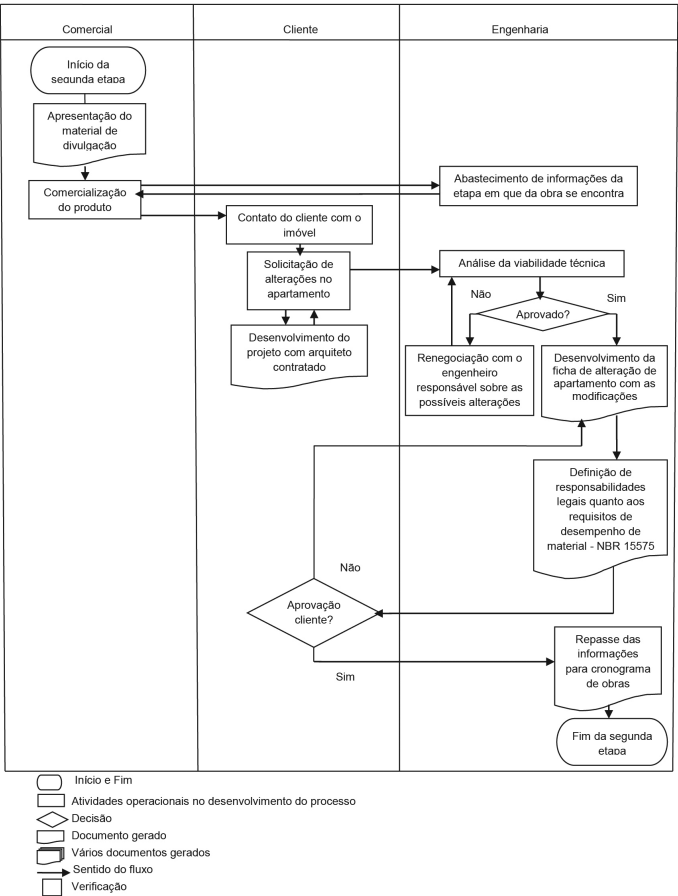 Comercial
Cliente
Engenharia
Início da
segunda etapa
Apresentação do
material de
divulgação
Comercialização
do produto
Abastecimento de informações da
etapa em que da obra se encontra
Contato do cliente com o
imóvel
Solicitação de
alterações no
apartamento
Análise da viabilidade técnica
Não
Sim
Aprovado?
Desenvolvimento do
projeto com arquiteto
contratado
Renegociação com o
engenheiro
responsável sobre as
possíveis alterações
Desenvolvimento da
ficha de alteração de
apartamento com as
modificações
Definição de
responsabilidades
legais quanto aos
requisitos de
desempenho de
material - NBR 15575
Não
Aprovação
cliente?
Sim
Repasse das
informações
para cronograma
de obras
Fim da segunda
etapa
Início e Fim
Atividades operacionais no desenvolvimento do processo
Decisão
Documento gerado
Vários documentos gerados
Sentido do fluxo
Verificação